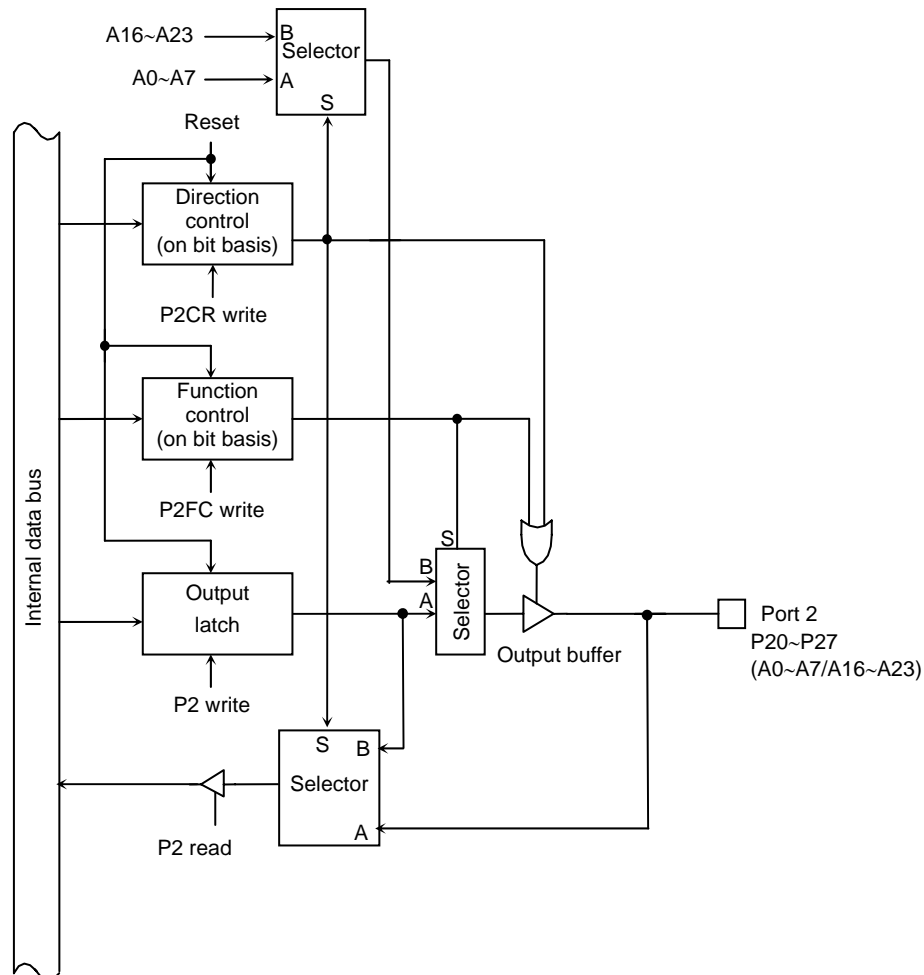 A16~A23
B
Selector
A0~A7
A
S
Reset
Direction
control
(on bit basis)
P2CR write
Function
control
(on bit basis)
P2FC write
Internal data bus
S
B
A
Selector
Output
latch
Output buffer
Port 2
P20~P27
(A0~A7/A16~A23)
P2 write
S
B
Selector
A
P2 read